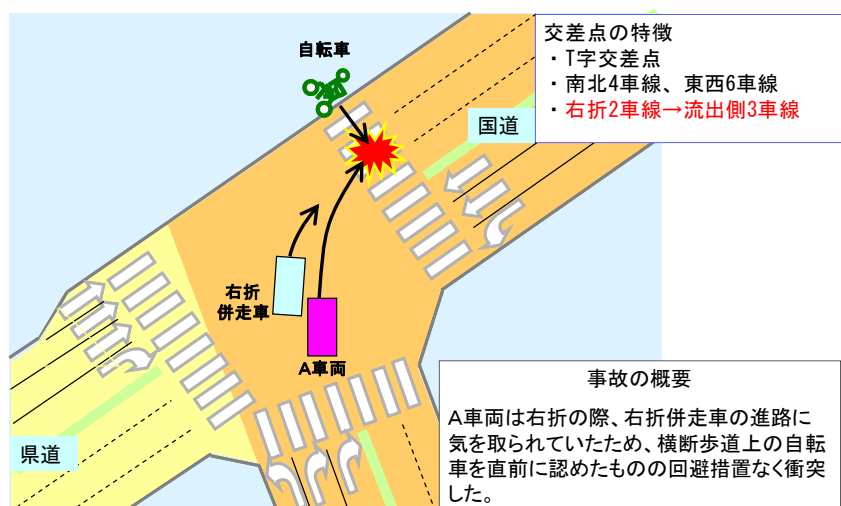 交差点の特徴
・T字交差点
・南北4車線、東西6車線
・右折2車線→流出側3車線
自転車
国道
右折
併走車
A車両
県道
事故の概要
A車両は右折の際、右折併走車の進路に
気を取られていたため、横断歩道上の自転
車を直前に認めたものの回避措置なく衝突
した。